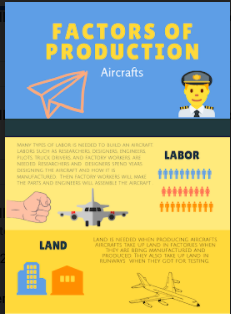 FACTORS OF
PRODUCTION
Aircrafts
MANY TYPES OF LABOR IS NEEDED TO BUILD AN AIRCRAFT.
LABORS SUCH AS RESEARCHERS, DESIGNERS, ENGINEERS,
PILOTS, TRUCK DRIVERS, AND FACTORY WORKERS ARE
NEEDED. RESEARCHERS AND DESIGNERS SPEND YEARS
DESIGNING THE AIRCRAFT AND HOW IT IS
MANUFACTURED. THEN FACTORY WORKERS WILL MAKE
THE PARTS AND ENGINEERS WILL ASSEMBLE THE AIRCRAFT.
LABOR
LAND
LAND IS NEEDED WHEN PRODUCING AIRCRAFTS.
AIRCRAFTS TAKE UP LAND IN FACTORIES WHEN
THEY ARE BEING MANUFACTURED AND
PRODUCED. THEY ALSO TAKE UP LAND IN
RUNWAYS WHEN THEY GO FOR TESTING.